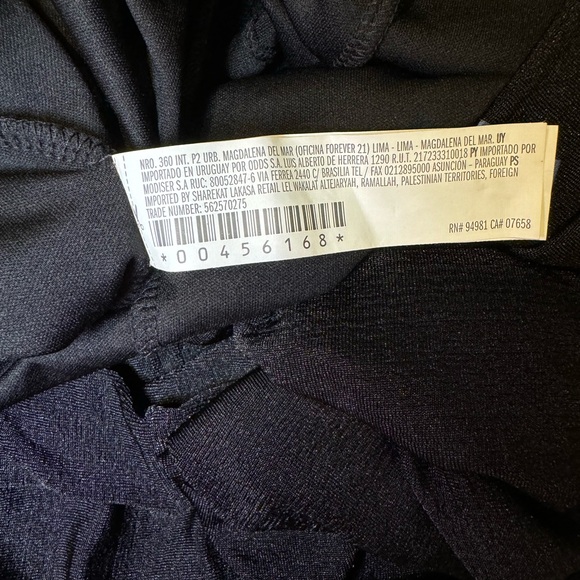 NRO. 360 INT. P2 URB. MAGDALENA DEL MAR (OFICINA FOREVER 21) LIMA - LIMA - MAGDALENA DEL MAR. UY
IMPORTADO EN URUGUAY POR ODDS S.A. LUIS ALBERTO DE HERRERA 1290 R.U.T. 217233310018 PY IMPORTADO POR
MODISER S.A RUC: 80052847-6 VIA FERREA 2440 C/ BRASILIA TEL / FAX 0212895000 ASUNCIÓN - PARAGUAY PS
IMPORTED BY SHAREKAT LAKASA RETAIL LEL WAKALAT ALTEJARYAH, RAMALLAH, PALESTINIAN TERRITORIES, FOREIGN
TRADE NUMBER: 562570275
*00456168*
RN# 94981 CA# 07658